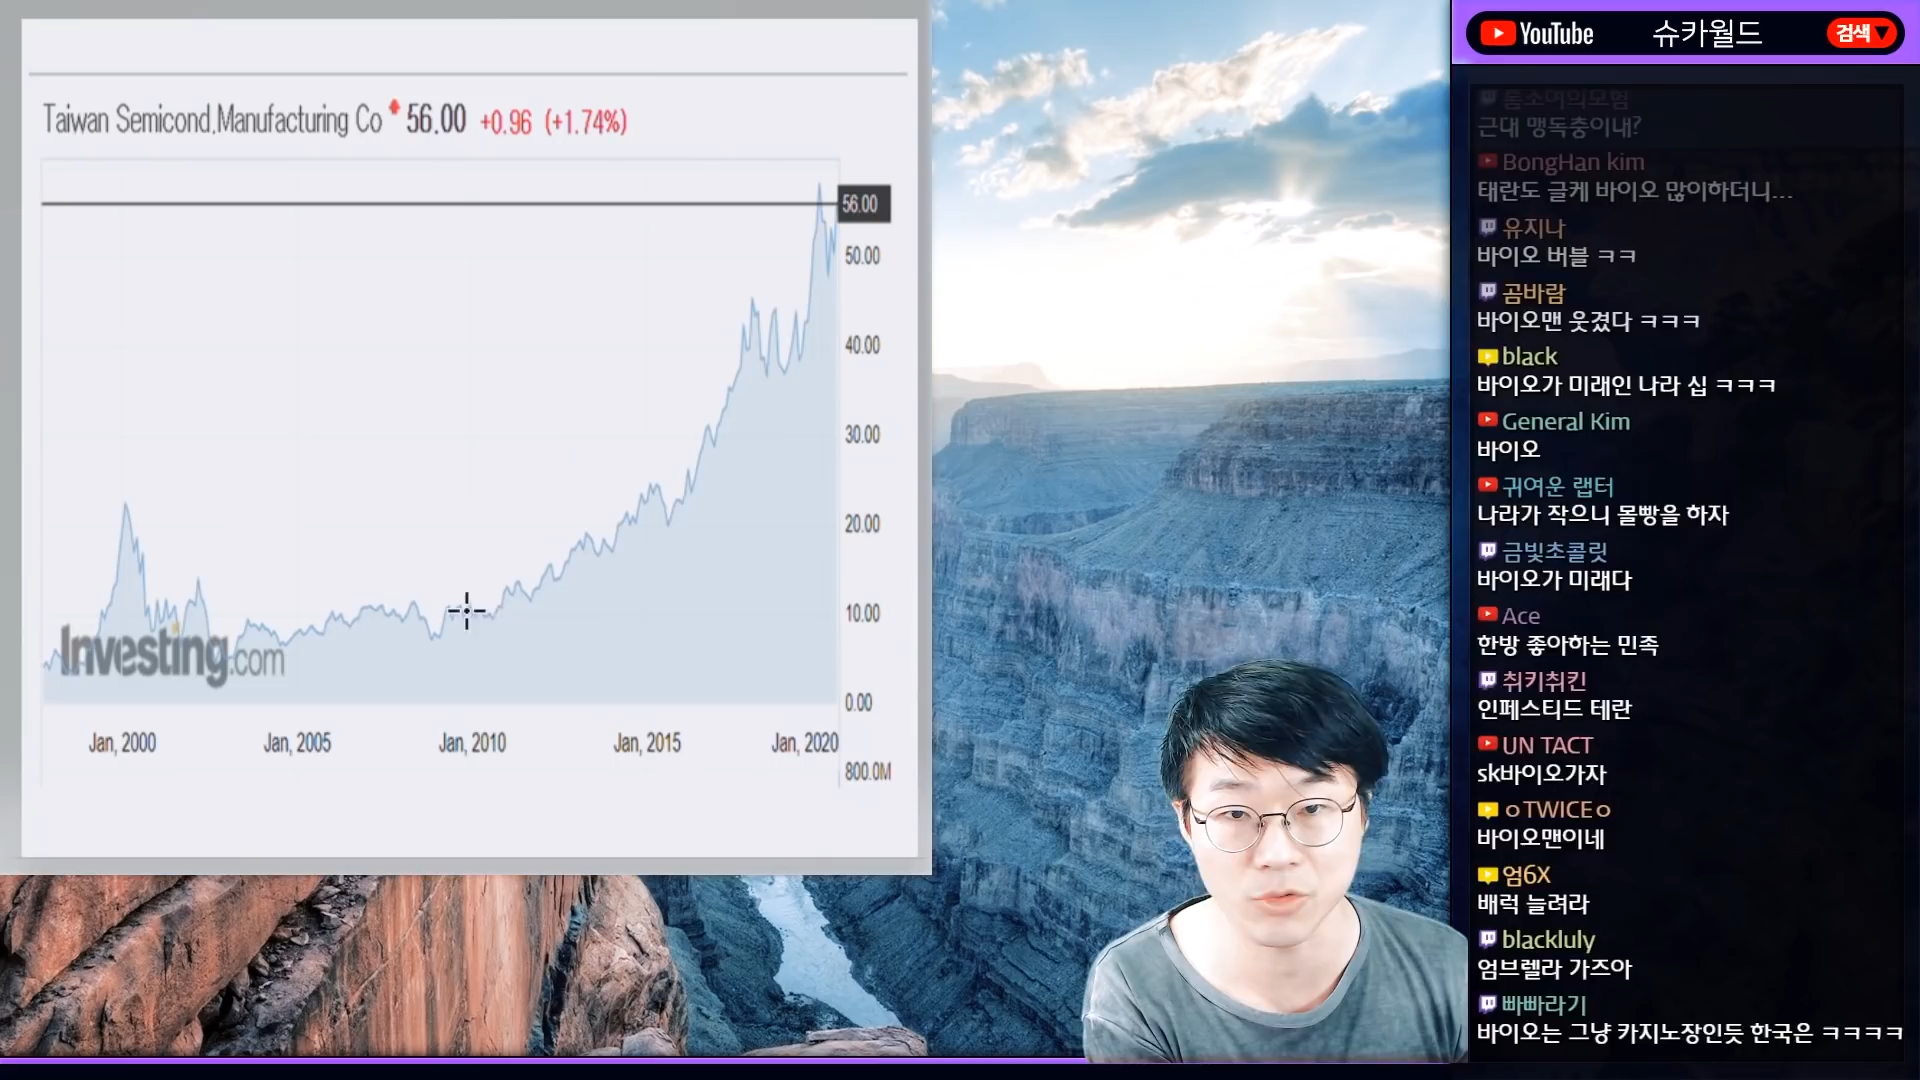 Taiwan Semicond.Manufacturing Co 56.00 +0.96 (+1.74%)
56.00
50.00
40.00
30.00
20.00
10.00
0.00
800.0M
Investing.com
Jan, 2000 Jan, 2005 Jan, 2010 Jan, 2015 Jan, 2020
YouTube 슈카월드 검색▼
톰소여의모험
근대 맹독충이내?
BongHan kim
태란도 글케 바이오 많이하더니...
유지나
바이오 버블 ㅋㅋ
곰바람
바이오맨 웃겼다 ㅋㅋㅋ
black
바이오가 미래인 나라 십 ㅋㅋㅋ
General Kim
바이오
귀여운 랩터
나라가 작으니 몰빵을 하자
금빛초콜릿
바이오가 미래다
Ace
한방 좋아하는 민족
취키취킨
인페스티드 테란
UN TACT
sk바이오가자
ㅇTWICEㅇ
바이오맨이네
엄6X
배럭 늘려라
blackluly
엄브렐라 가즈아
빠빠라기
바이오는 그냥 카지노장인듯 한국은 ㅋㅋㅋㅋ